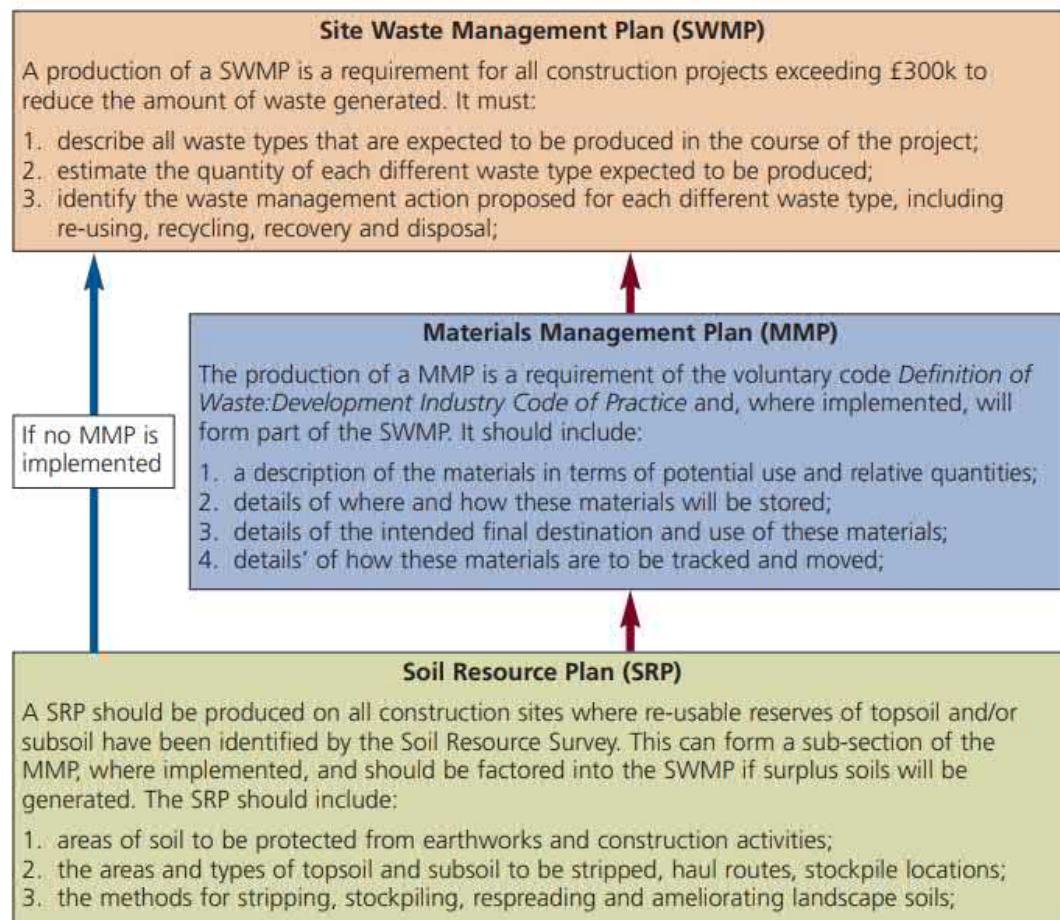 Site Waste Management Plan (SWMP)
A production of a SWMP is a requirement for all construction projects exceeding £300k to
reduce the amount of waste generated. It must:
1. describe all waste types that are expected to be produced in the course of the project;
2. estimate the quantity of each different waste type expected to be produced;
3. identify the waste management action proposed for each different waste type, including
re-using, recycling, recovery and disposal;
Materials Management Plan (MMP)
The production of a MMP is a requirement of the voluntary code Definition of
Waste:Development Industry Code of Practice and, where implemented, will
form part of the SWMP. It should include:
1. a description of the materials in terms of potential use and relative quantities;
2. details of where and how these materials will be stored;
3. details of the intended final destination and use of these materials;
4. details' of how these materials are to be tracked and moved;
If no MMP is
implemented
Soil Resource Plan (SRP)
A SRP should be produced on all construction sites where re-usable reserves of topsoil and/or
subsoil have been identified by the Soil Resource Survey. This can form a sub-section of the
MMP, where implemented, and should be factored into the SWMP if surplus soils will be
generated. The SRP should include:
1. areas of soil to be protected from earthworks and construction activities;
2. the areas and types of topsoil and subsoil to be stripped, haul routes, stockpile locations;
3. the methods for stripping, stockpiling, respreading and ameliorating landscape soils;